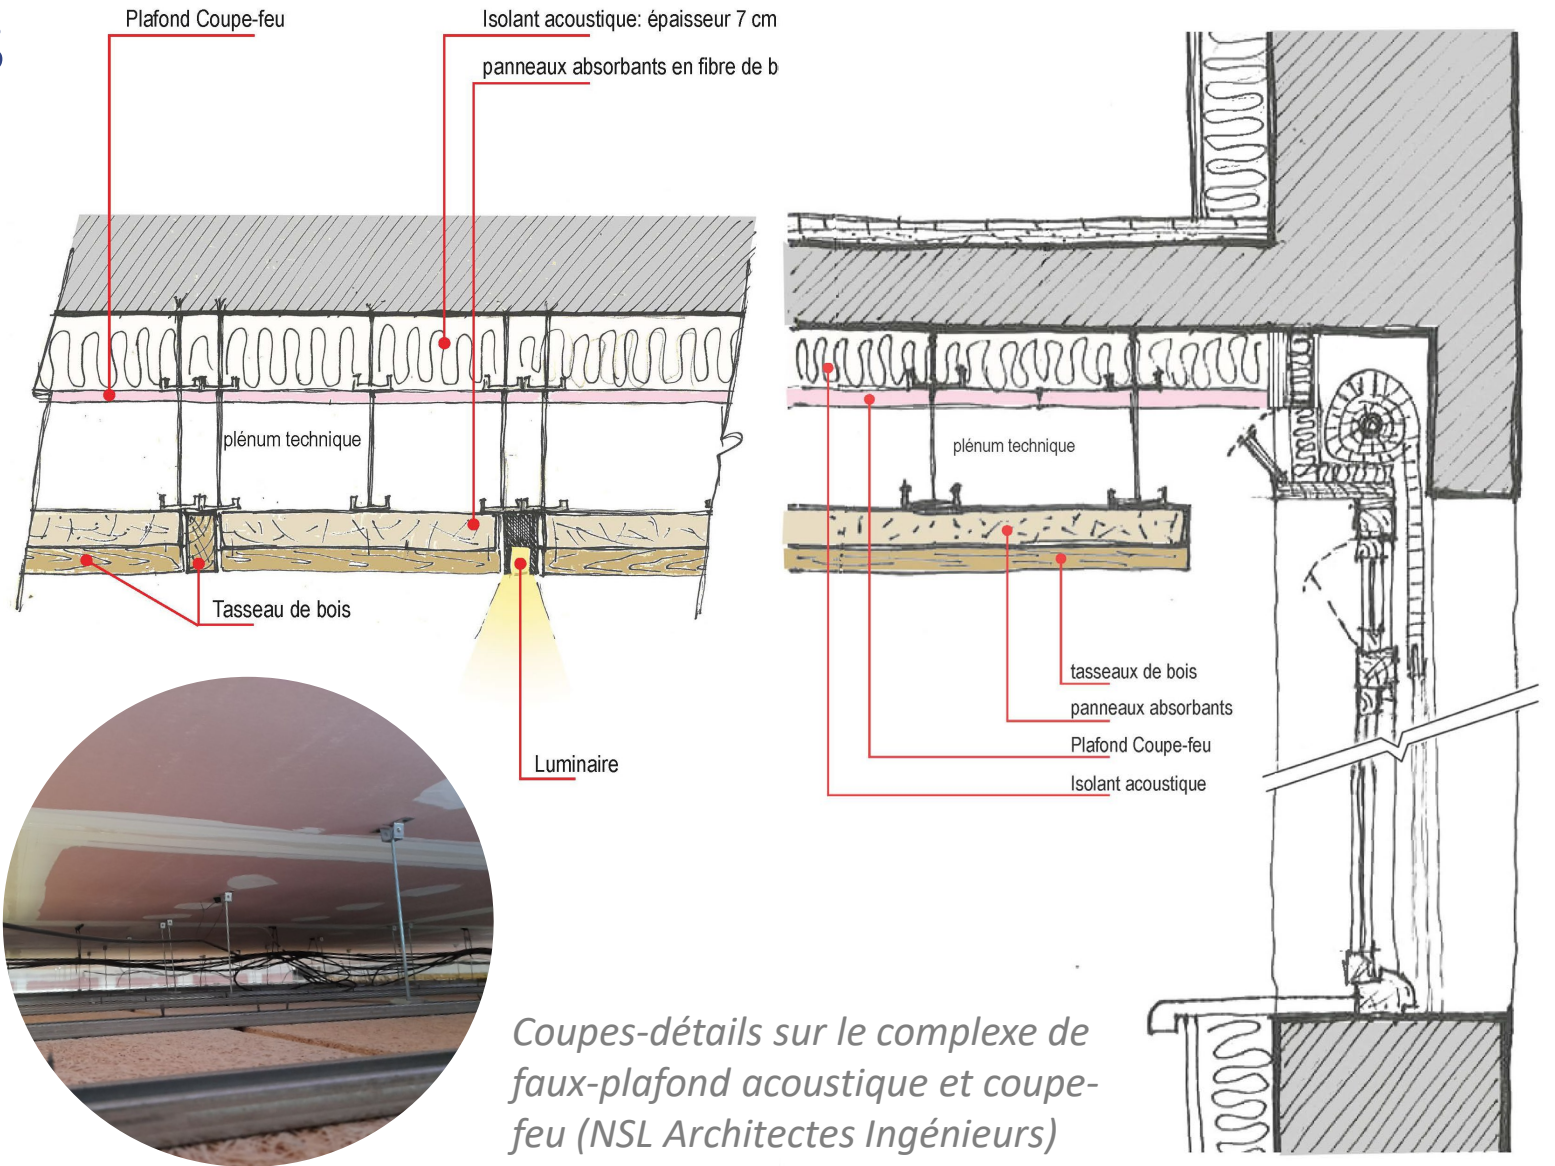 Plafond Coupe-feu
Isolant acoustique: épaisseur 7 cm
panneaux absorbants en fibre de b
plénum technique
Tasseau de bois
Luminaire
plénum technique
tasseaux de bois
panneaux absorbants
Plafond Coupe-feu
Isolant acoustique
Coupes-détails sur le complexe de
faux-plafond acoustique et coupe-
feu (NSL Architectes Ingénieurs)